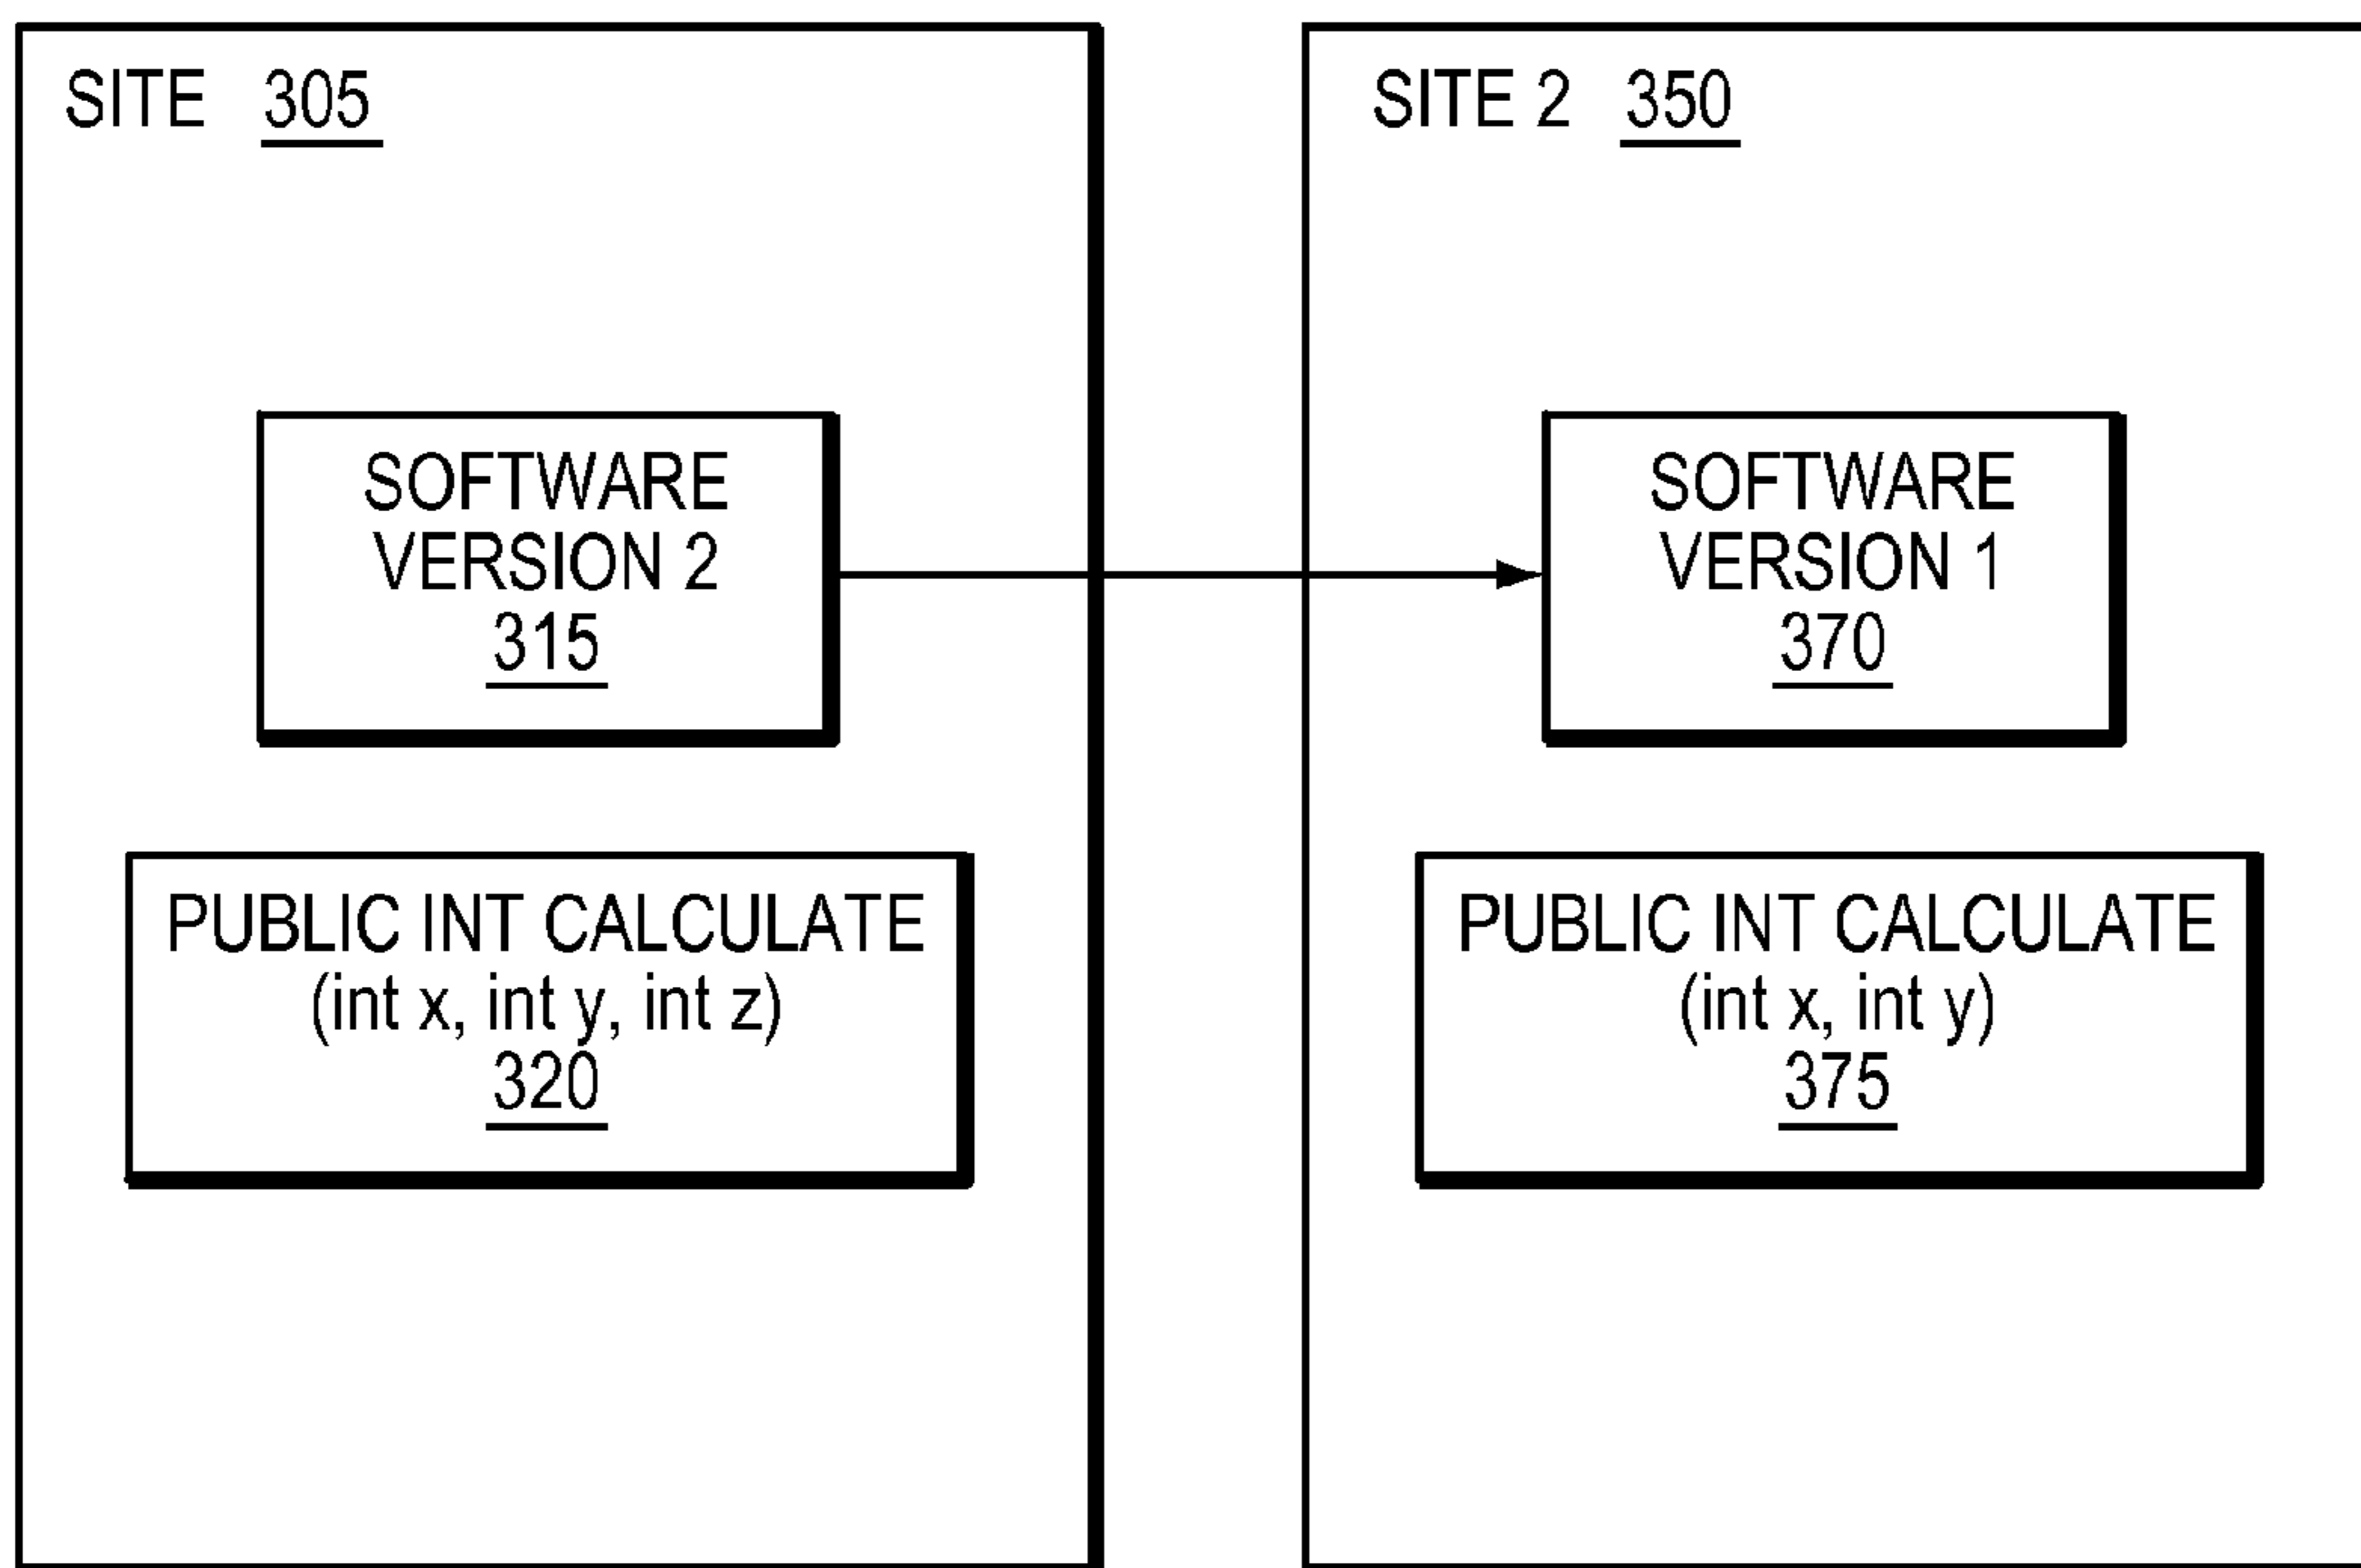 SITE 305
SOFTWARE
VERSION 2
315
PUBLIC INT CALCULATE
(int x, int y, int z)
320
SITE 2 350
SOFTWARE
VERSION 1
370
PUBLIC INT CALCULATE
(int x, int y)
375